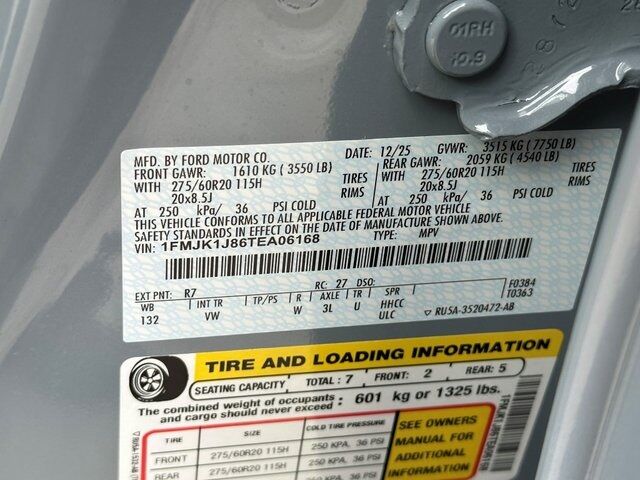 01RH
10.9
MFD. BY FORD MOTOR CO.
DATE: 12/25 GVWR: 3515 KG ( 7750 LB)
FRONT GAWR: 1610 KG ( 3550 LB)
REAR GAWR: 2059 KG ( 4540 LB)
WITH 275/60R20 115H TIRES
WITH 275/60R20 115H TIRES
20x8.5J RIMS
20x8.5J RIMS
AT 250 kPa/ 36 PSI COLD
AT 250 kPa/ 36 PSI COLD
THIS VEHICLE CONFORMS TO ALL APPLICABLE FEDERAL MOTOR VEHICLE
SAFETY STANDARDS IN EFFECT ON THE DATE OF MANUFACTURE SHOWN ABOVE.
VIN: 1FMJK1J86TEA06168 TYPE: MPV
EXT PNT: R7 RC: 27 DSO: F0384
WB INT TR TP/PS R AXLE TR SPR T0363
132 VW W 3L U HHCC
ULC RU5A-3520472-AB
TIRE AND LOADING INFORMATION
SEATING CAPACITY TOTAL : 7 FRONT: 2 REAR: 5
The combined weight of occupants
and cargo should never exceed : 601 kg or 1325 lbs.
TIRE SIZE COLD TIRE PRESSURE
FRONT 275/60R20 115H 250 KPA, 36 PSI
REAR 275/60R20 115H 250 KPA, 36 PSI
SEE OWNERS
MANUAL FOR
ADDITIONAL
INFORMATION